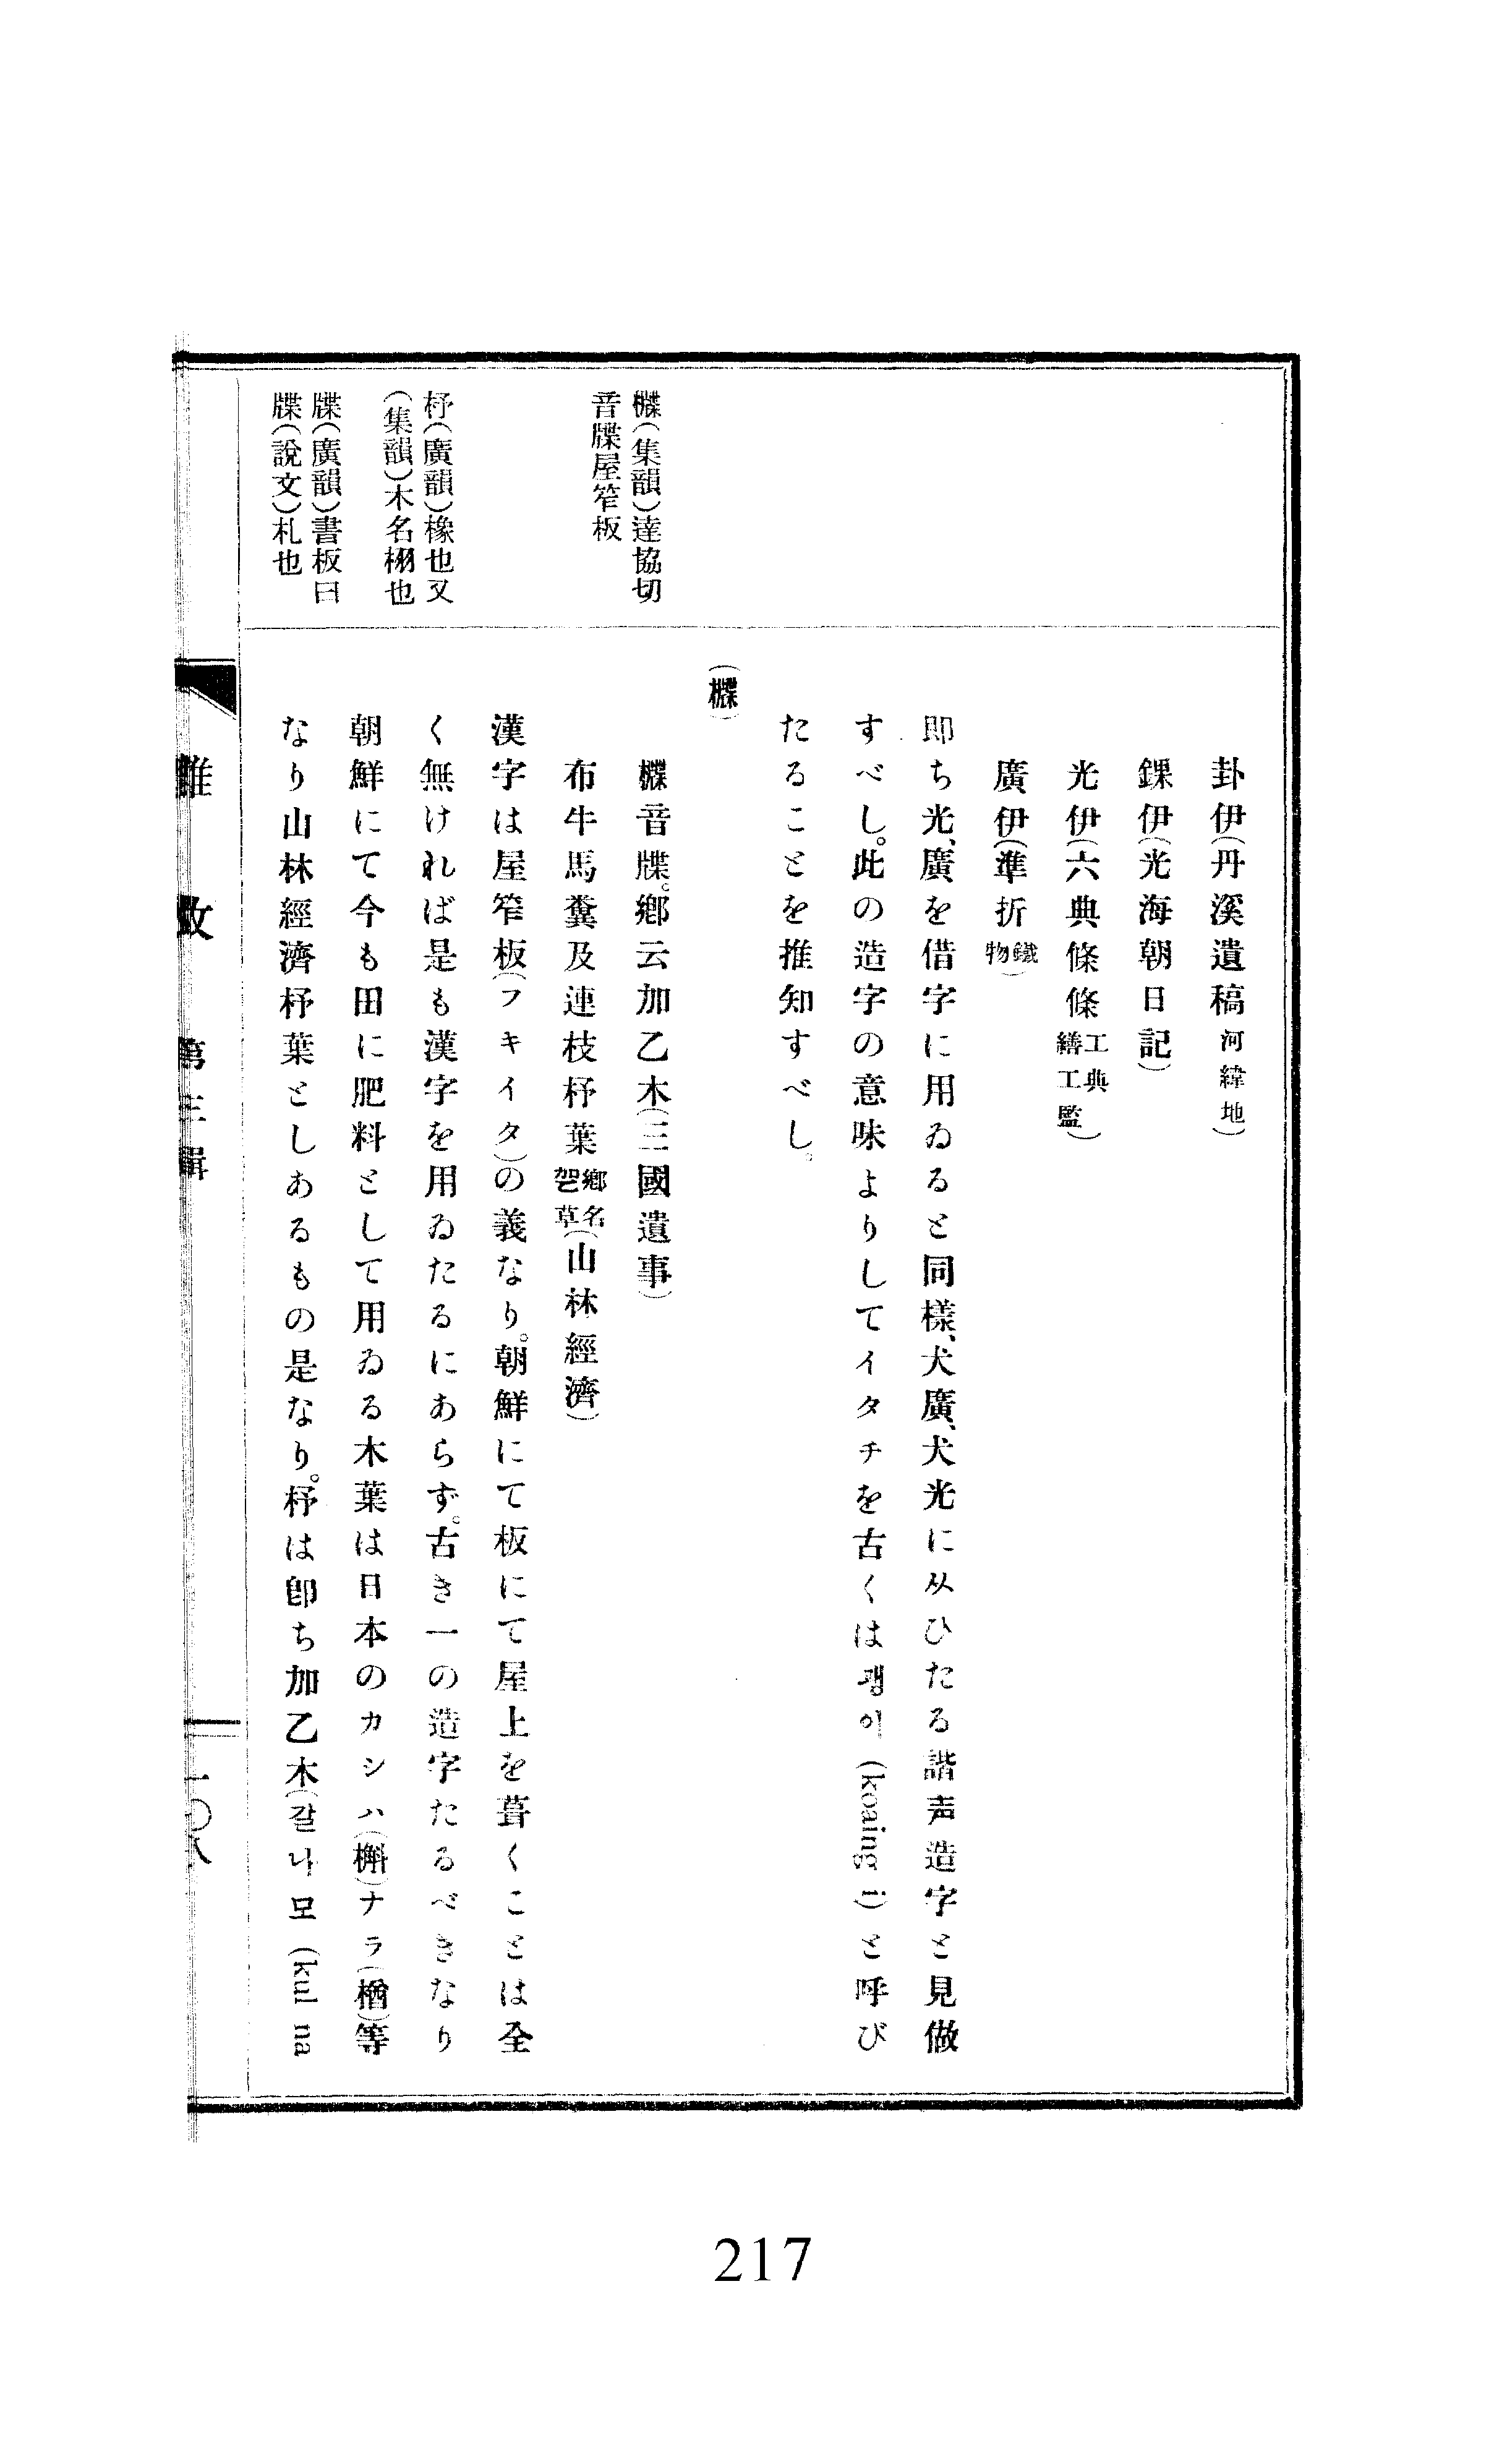 卦伊(丹溪遺稿河緯地)
錁伊(光海朝日記)
光伊(六典條條工典繕工監)
廣伊(準折鐵物)
即ち光、廣を借字に用ゐると同樣、犬廣、犬光に从ひたる諧声造字と見做
すべし。此の造字の意味よりしてイタチを古くは괭이(koaing i)と呼び
たることを推知すべし。
(㯿)
楪(集韻)達協切
音牒屋笮板
楪音牒。鄕云加乙木(三國遺事)
布牛馬糞及連枝杼葉鄕名草(山林經濟)
漢字は屋笮板(フキイタ)の義なり。朝鮮にて板にて屋上を葺くことは全
く無ければ是も漢字を用ゐたるにあらず。古き一の造字たるべきなり
杼(廣韻)橡也又
(集韻)木名栩也
朝鮮にて今も田に肥料として用ゐる木葉は日本のカシハ(槲)ナラ(楢)等
なり山林經濟杼葉としあるもの是なり。杼は卽ち加乙木(갈나모(kul na
牒(廣韻)書板曰
牒(說文)札也
雜攷 第三輯
一〇八
217